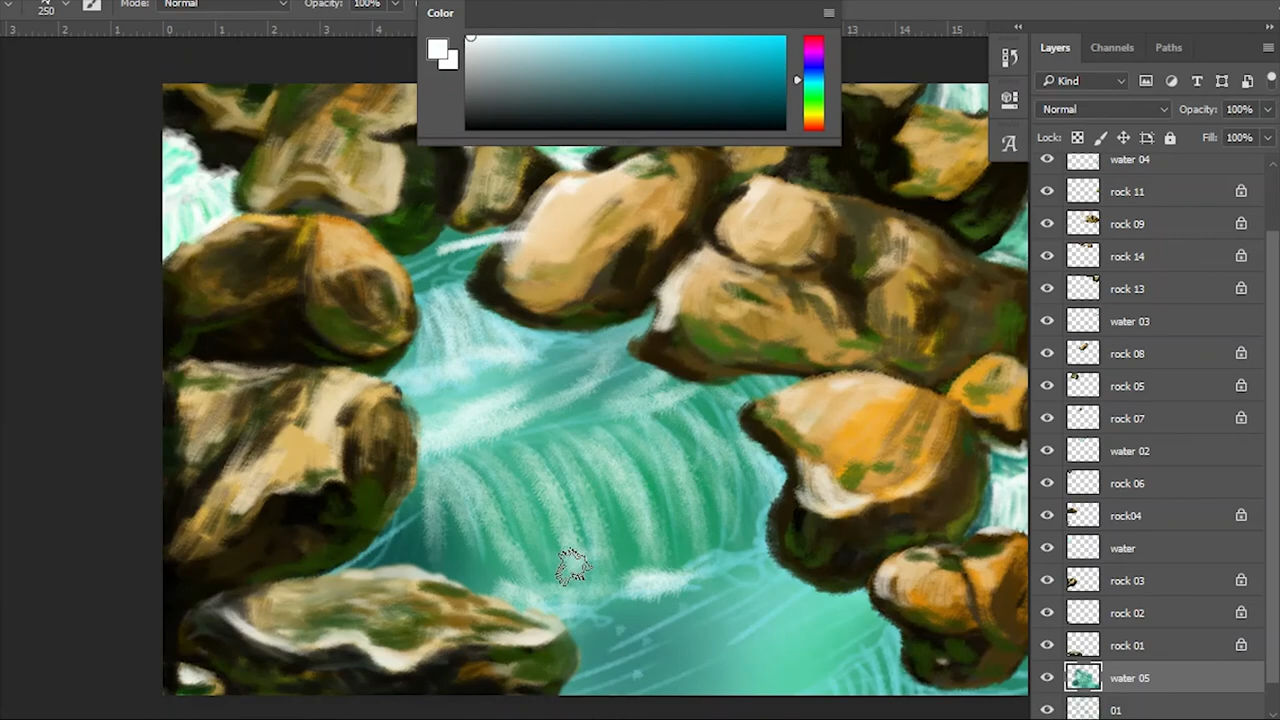 250
Mode: Normal Opacity: 100%
Color
3 2 1 0 1 2 3 4 13 14 15
Layers Channels Paths
Kind
Normal Opacity: 100%
Lock: Fill: 100%
water 04
rock 11
rock 09
rock 14
rock 13
water 03
rock 08
rock 05
rock 07
water 02
rock 06
rock04
water
rock 03
rock 02
rock 01
water 05
01